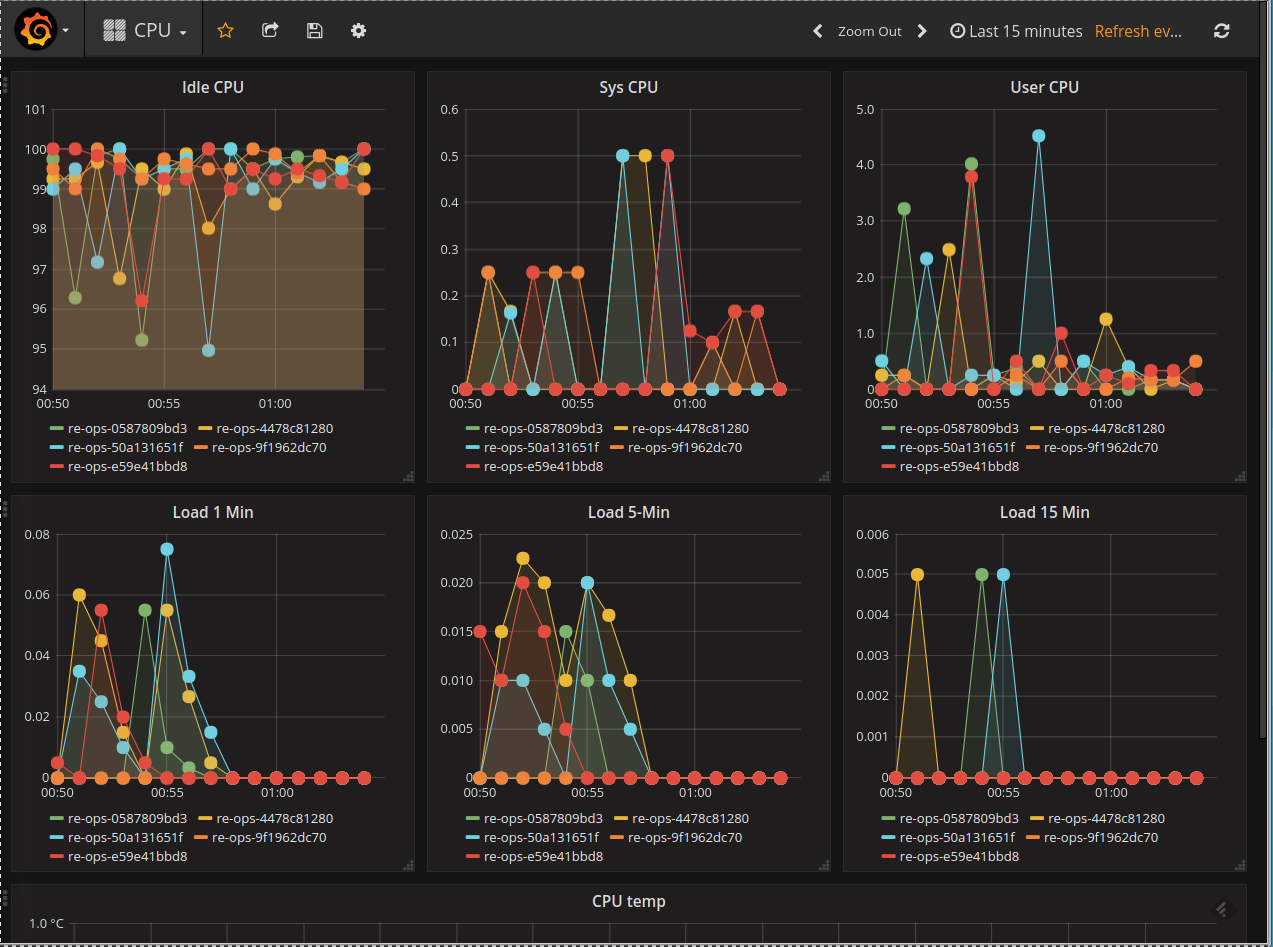 CPU
Zoom Out
Last 15 minutes
Refresh ev...
Idle CPU
101
100
99
98
97
96
95
94
00:50 00:55 01:00
re-ops-0587809bd3 re-ops-4478c81280
re-ops-50a131651f re-ops-9f1962dc70
re-ops-e59e41bbd8
Sys CPU
0.6
0.5
0.4
0.3
0.2
0.1
0
00:50 00:55 01:00
re-ops-0587809bd3 re-ops-4478c81280
re-ops-50a131651f re-ops-9f1962dc70
re-ops-e59e41bbd8
User CPU
5.0
4.0
3.0
2.0
1.0
0
00:50 00:55 01:00
re-ops-0587809bd3 re-ops-4478c81280
re-ops-50a131651f re-ops-9f1962dc70
re-ops-e59e41bbd8
Load 1 Min
0.08
0.06
0.04
0.02
0
00:50 00:55 01:00
re-ops-0587809bd3 re-ops-4478c81280
re-ops-50a131651f re-ops-9f1962dc70
re-ops-e59e41bbd8
Load 5-Min
0.025
0.020
0.015
0.010
0.005
0
00:50 00:55 01:00
re-ops-0587809bd3 re-ops-4478c81280
re-ops-50a131651f re-ops-9f1962dc70
re-ops-e59e41bbd8
Load 15 Min
0.006
0.005
0.004
0.003
0.002
0.001
0
00:50 00:55 01:00
re-ops-0587809bd3 re-ops-4478c81280
re-ops-50a131651f re-ops-9f1962dc70
re-ops-e59e41bbd8
CPU temp
1.0 °C